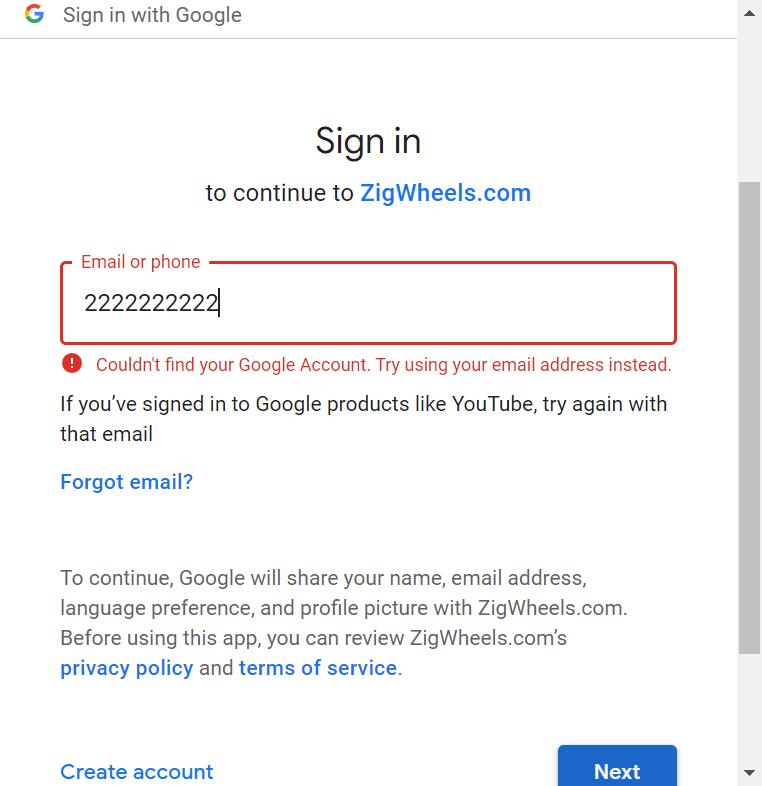 Sign in with Google
Sign in
to continue to ZigWheels.com
Email or phone
2222222222
Couldn't find your Google Account. Try using your email address instead.
If you’ve signed in to Google products like YouTube, try again with
that email
Forgot email?
To continue, Google will share your name, email address,
language preference, and profile picture with ZigWheels.com.
Before using this app, you can review ZigWheels.com’s
privacy policy and terms of service.
Create account
Next